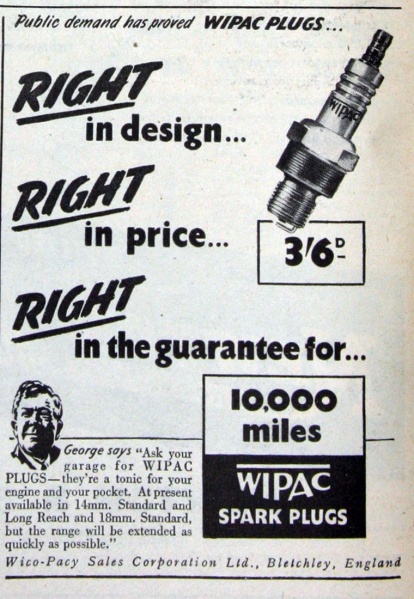 Public demand has proved WIPAC PLUGS...
RIGHT
in design...
WIPAC
RIGHT
in price...
3'6D-
RIGHT
in the guarantee for...
10,000
miles
WIPAC
SPARK PLUGS
George says "Ask your
garage for WIPAC
PLUGS—they're a tonic for your
engine and your pocket. At present
available in 14mm. Standard and
Long Reach and 18mm. Standard,
but the range will be extended as
quickly as possible."
Wico-Pacy Sales Corporation Ltd., Bletchley, England